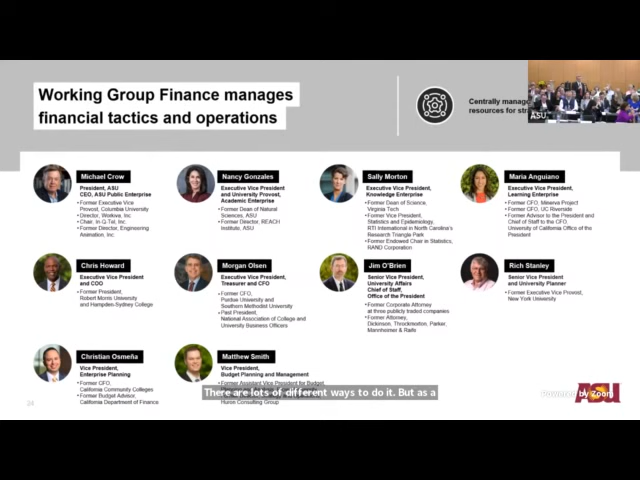 Working Group Finance manages
financial tactics and operations
Centrally manag
resources for str
ASU
Michael Crow
President, ASU
CEO, ASU Public Enterprise
• Former Executive Vice
Provost, Columbia University
• Director, Workiva, Inc
• Chair, In-Q-Tel, Inc.
• Former Director, Engineering
Animation, Inc
Nancy Gonzales
Executive Vice President
and University Provost,
Academic Enterprise
• Former Dean of Natural
Sciences, ASU
• Former Director, REACH
Institute, ASU
Sally Morton
Executive Vice President,
Knowledge Enterprise
• Former Dean of Science,
Virginia Tech
• Former Vice President,
Statistics and Epidemiology,
RTI International in North Carolina's
Research Triangle Park
• Former Endowed Chair in Statistics,
RAND Corporation
Maria Anguiano
Executive Vice President,
Learning Enterprise
• Former CFO, Minerva Project
• Former CFO, UC Riverside
• Former Advisor to the President and
Chief of Staff to the CFO,
University of California Office of the
President
Chris Howard
Executive Vice President
and COO
• Former President,
Robert Morris University
and Hampden-Sydney College
Morgan Olsen
Executive Vice President,
Treasurer and CFO
• Former CFO,
Purdue University and
Southern Methodist University
• Past President,
National Association of College and
University Business Officers
Jim O'Brien
Senior Vice President,
University Affairs
Chief of Staff,
Office of the President
• Former Corporate Attorney
at three publicly traded companies
• Former Attorney,
Dickinson, Throckmorton, Parker,
Mannheimer & Raife
Rich Stanley
Senior Vice President
and University Planner
• Former Executive Vice Provost,
New York University
Christian Osmeña
Vice President,
Enterprise Planning
• Former CFO,
California Community Colleges
• Former Budget Advisor,
California Department of Finance
Matthew Smith
Vice President,
Budget Planning and Management
• Former Assistant Vice President for Budget,
Huron Consulting Group
There are lots of different ways to do it. But as a
24
Powered by Zoom
ASU